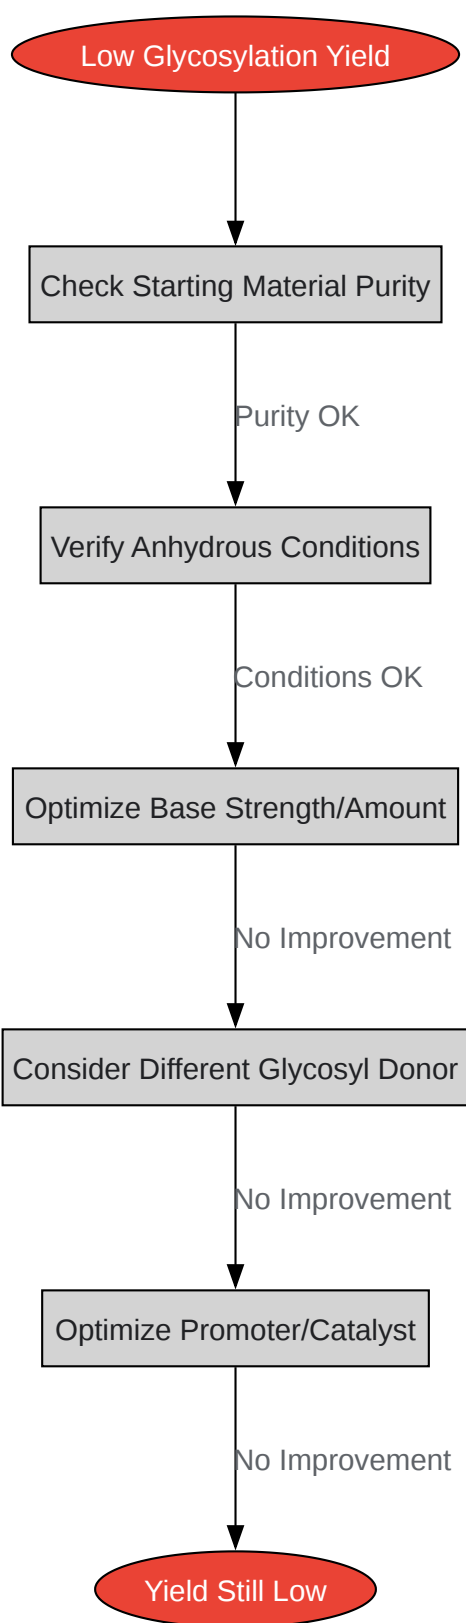 Low Glycosylation Yield
Check Starting Material Purity
Purity OK
Verify Anhydrous Conditions
Conditions OK
Optimize Base Strength/Amount
No Improvement
Consider Different Glycosyl Donor
No Improvement
Optimize Promoter/Catalyst
No Improvement
Yield Still Low